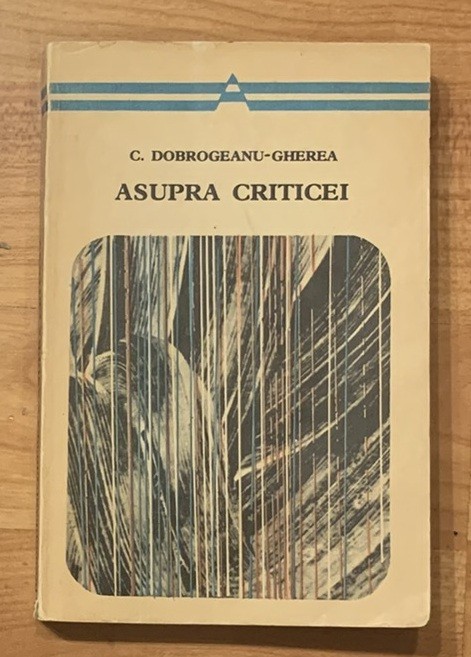 A
C. DOBROGEANU-GHEREA
ASUPRA CRITICEI